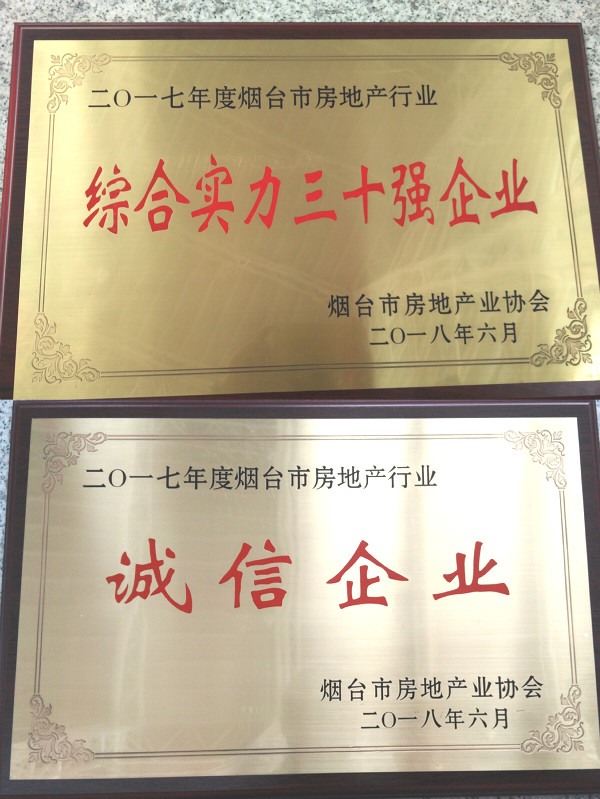 二〇一七年度烟台市房地产行业
综合实力三十强企业
烟台市房地产业协会
二〇一八年六月
二〇一七年度烟台市房地产行业
诚信企业
烟台市房地产业协会
二〇一八年六月